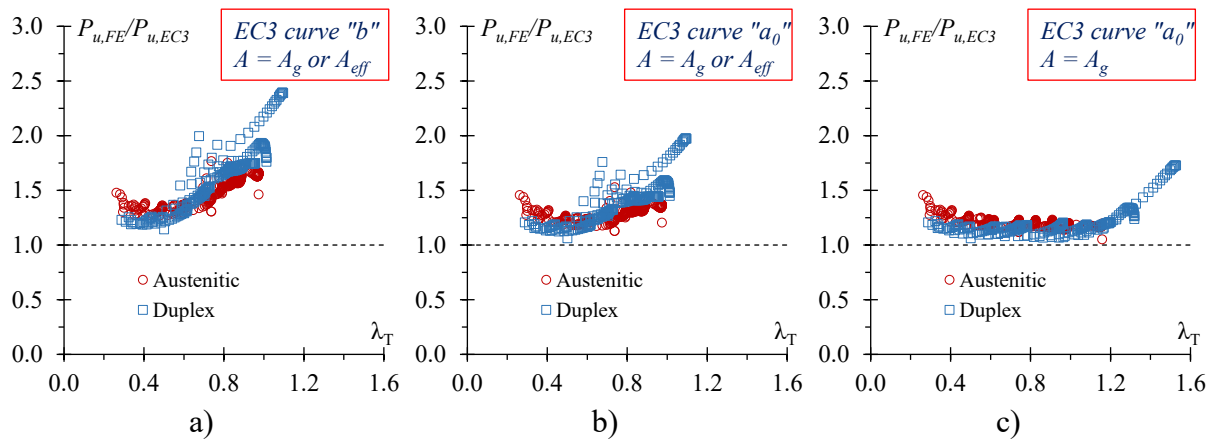 P_{u,FE}/P_{u,EC3}
EC3 curve "b"
A = A_g or A_eff
3.0
2.5
2.0
1.5
1.0
0.5
0.0
Austenitic
Duplex
λ_T
0.0 0.4 0.8 1.2 1.6
a)
P_{u,FE}/P_{u,EC3}
EC3 curve "a_0"
A = A_g or A_eff
3.0
2.5
2.0
1.5
1.0
0.5
0.0
Austenitic
Duplex
λ_T
0.0 0.4 0.8 1.2 1.6
b)
P_{u,FE}/P_{u,EC3}
EC3 curve "a_0"
A = A_g
3.0
2.5
2.0
1.5
1.0
0.5
0.0
Austenitic
Duplex
λ_T
0.0 0.4 0.8 1.2 1.6
c)